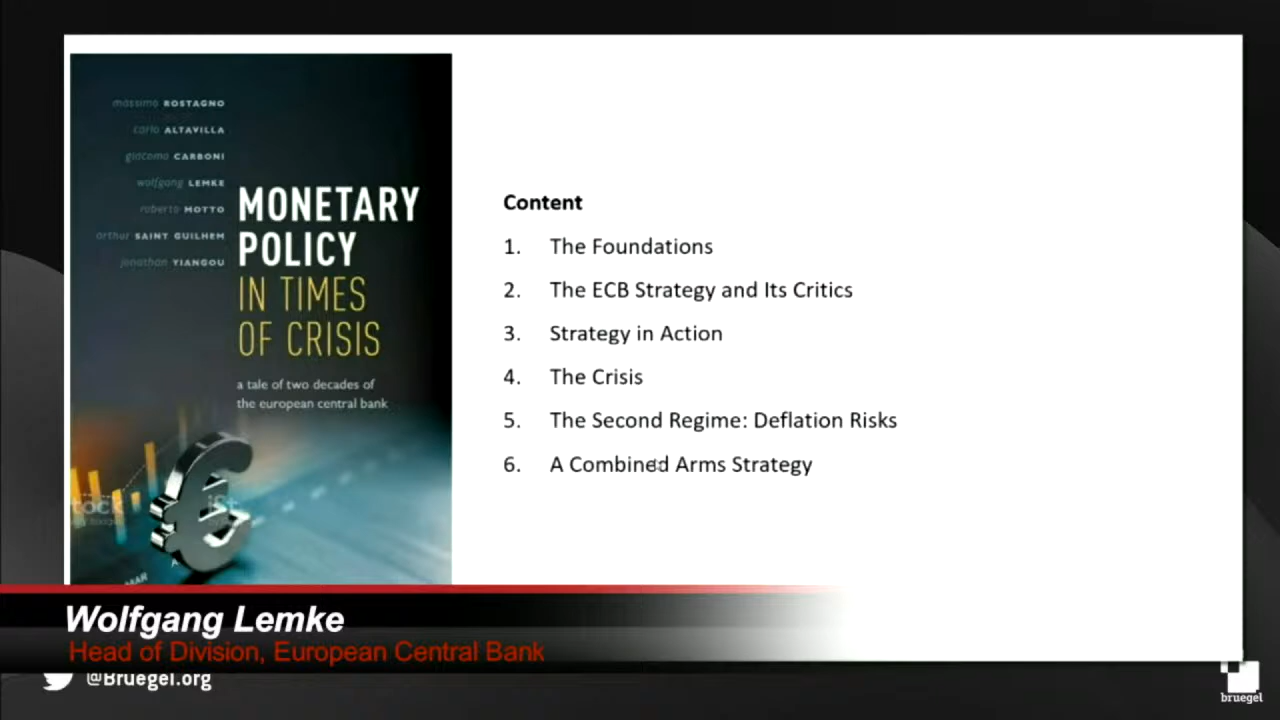 massimo ROSTAGNO
carlo ALTAVILLA
giacomo CARBONI
wolfgang LEMKE
roberto MOTTO
arthur SAINT GUILHEM
jonathan YIANGOU
MONETARY
POLICY
IN TIMES
OF CRISIS
a tale of two decades of
the european central bank
tock
iSt
MAR
Content
1. The Foundations
2. The ECB Strategy and Its Critics
3. Strategy in Action
4. The Crisis
5. The Second Regime: Deflation Risks
6. A Combined Arms Strategy
Wolfgang Lemke
Head of Division, European Central Bank
@Bruegel.org
bruegel